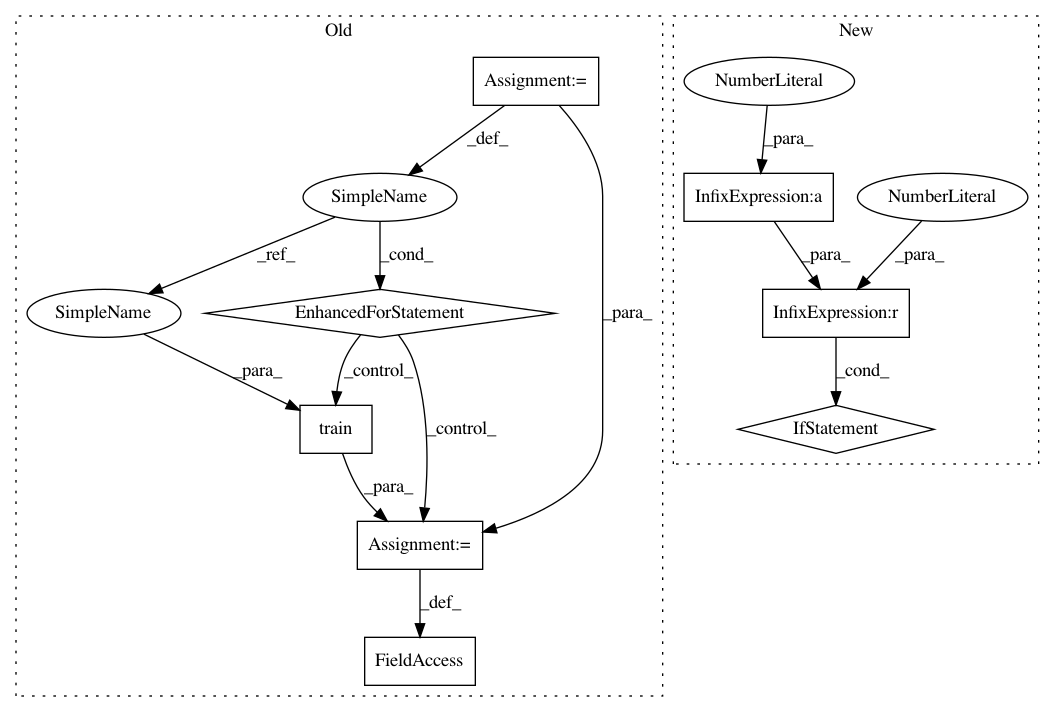 Old
New
Assignment:=
NumberLiteral
_def_
_para_
SimpleName
InfixExpression:a
NumberLiteral
_ref_
_cond_
_para_
_para_
SimpleName
EnhancedForStatement
_para_
InfixExpression:r
_para_
_control_
_cond_
train
_control_
IfStatement
_para_
Assignment:=
_def_
FieldAccess